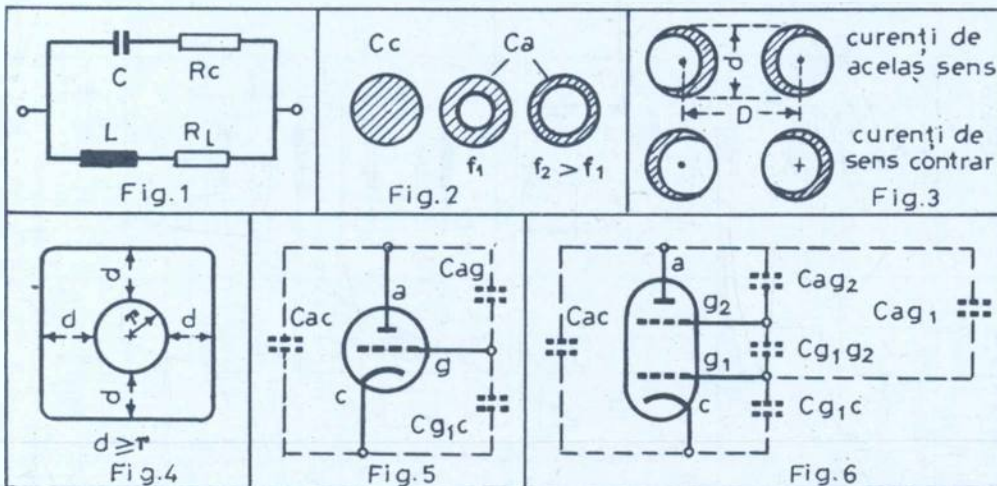 C
Rc
L
Rl
Fig.1
Cc
Ca
f1
f2 > f1
Fig.2
d
D
curenți de
acelaș sens
curenți de
sens contrar
Fig.3
d
d
r
d
d
d ≥ r
Fig.4
Cag
a
Cac
g
c
Cg1c
Fig.5
Cag2
a
g2
Cag1
Cac
g1
Cg1g2
c
Cg1c
Fig.6